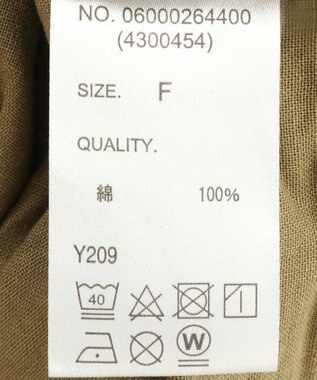 NO. 06000264400
(4300454)
SIZE. F
QUALITY.
綿 100%
Y209
40
W